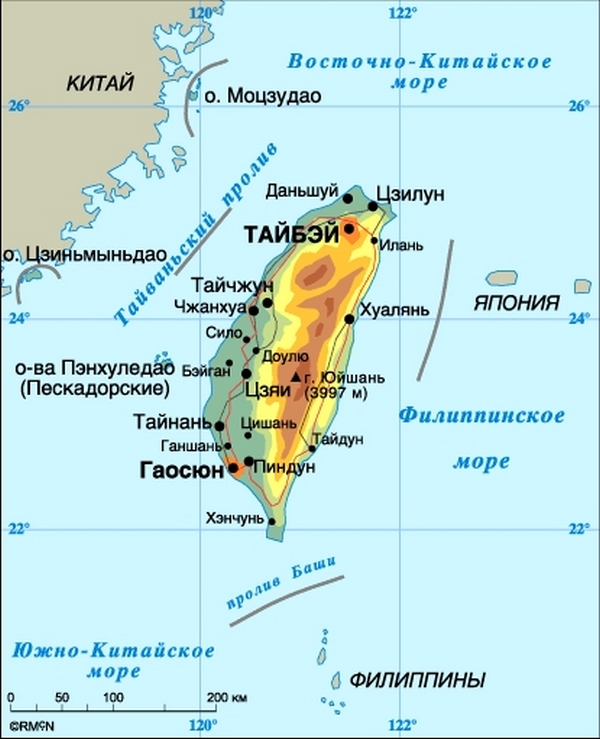 120°
122°
Восточно-Китайское
море
КИТАЙ
26°
26°
о. Моцзудао
Тайваньский пролив
Даньшуй
Цзилун
ТАЙБЭЙ
Илань
о. Цзиньмыньдао
Тайчжун
Чжанхуа
Хуалянь
ЯПОНИЯ
24°
24°
Сило
Доулю
о-ва Пэнхуледао
(Пескадорские)
Бэйган
Цзяи
г. Юйшань
(3997 м)
Филиппинское
море
Тайнань
Цишань
Ганшань
Тайдун
Гаосюн
Пиндун
Хэнчунь
22°
22°
пролив Баши
Южно-Китайское
море
ФИЛИППИНЫ
0 50 100 200 км
©RMCN
120°
122°